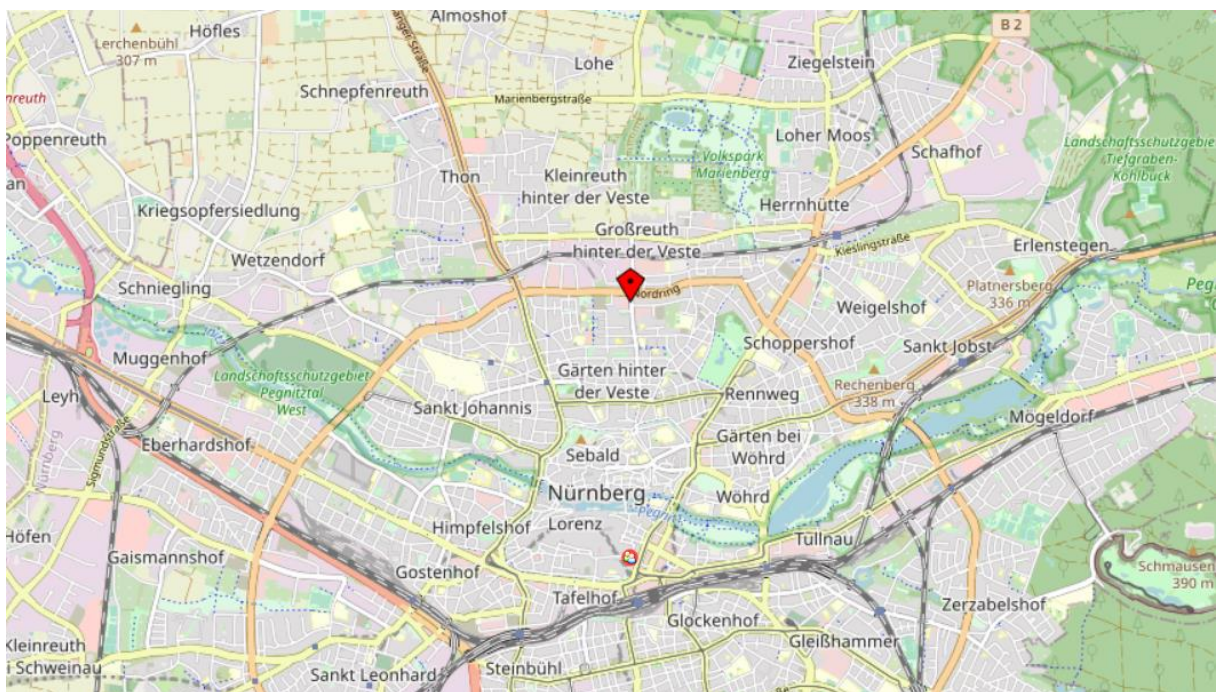 Höfles
Almoshof
B 2
Lerchenbühl
307 m
Lohe
Ziegelstein
Schnepfenreuth
Marienbergstraße
Poppenreuth
Loher Moos
Schafhof
Landschaftsschutzgebiet
Tiefgraben-
Kohlbuck
Volkspark
Marienberg
Thon
Kleinreuth
hinter der Veste
Kriegsopfersiedlung
Herrnhütte
Großreuth
hinter der Veste
Kieslingstraße
Erlenstegen
Wetzendorf
Schniegling
Nordring
Platnersberg
336 m
Weigelshof
Muggenhof
Schoppershof
Sankt Jobst
Landschaftsschutzgebiet
Pegnitztal
West
Gärten hinter
der Veste
Rechenberg
338 m
Leyh
Sankt Johannis
Rennweg
Mögeldorf
Sigmundstraße
Eberhardshof
Sebald
Gärten bei
Wöhrd
Nürnberg
Wöhrd
Höfen
Himpfelshof
Lorenz
Tullnau
Gaismannshof
Gostenhof
Schmausen
390 m
Tafelhof
Glockenhof
Zerzabelshof
Kleinreuth
i Schweinau
Gleißhammer
Sankt Leonhard
Steinbühl